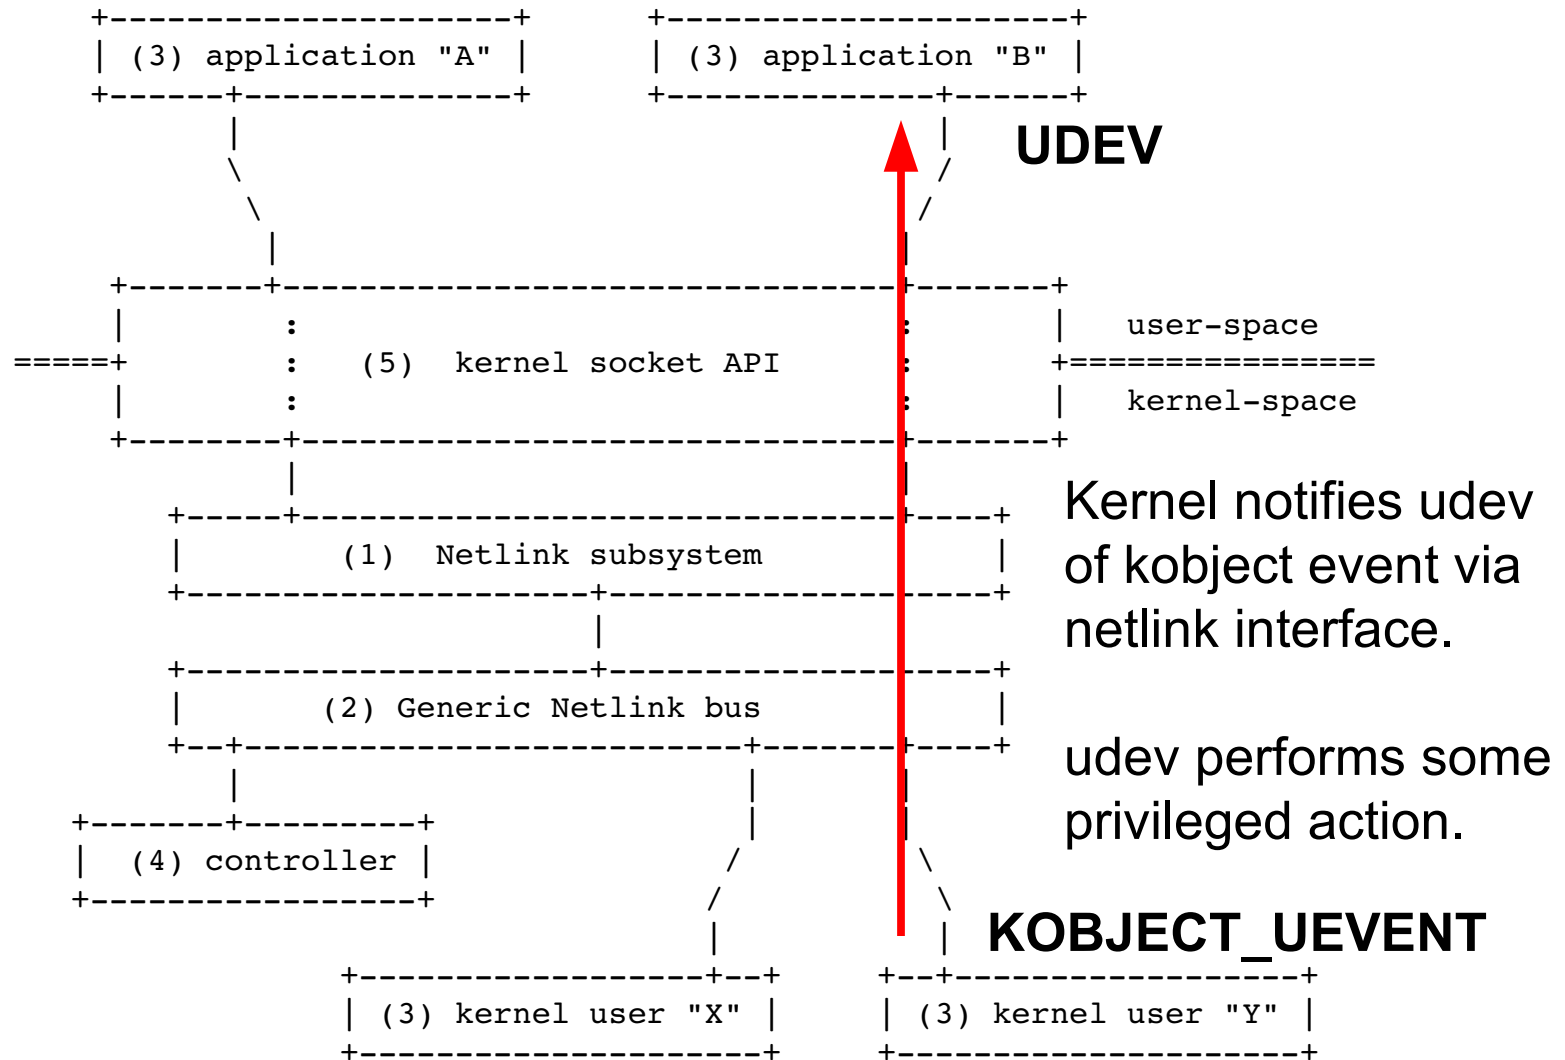 (3) application "A"
(3) application "B"
UDEV
user-space
(5) kernel socket API
kernel-space
Kernel notifies udev
of kobject event via
netlink interface.
(1) Netlink subsystem
(2) Generic Netlink bus
udev performs some
privileged action.
(4) controller
KOBJECT_UEVENT
(3) kernel user "X"
(3) kernel user "Y"